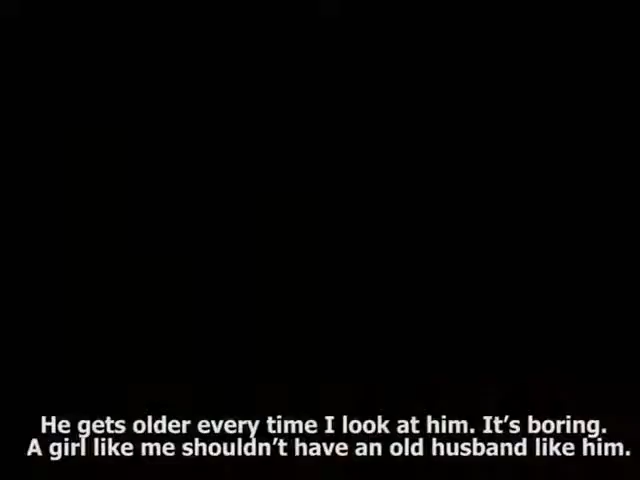 He gets older every time I look at him. It’s boring.
A girl like me shouldn’t have an old husband like him.